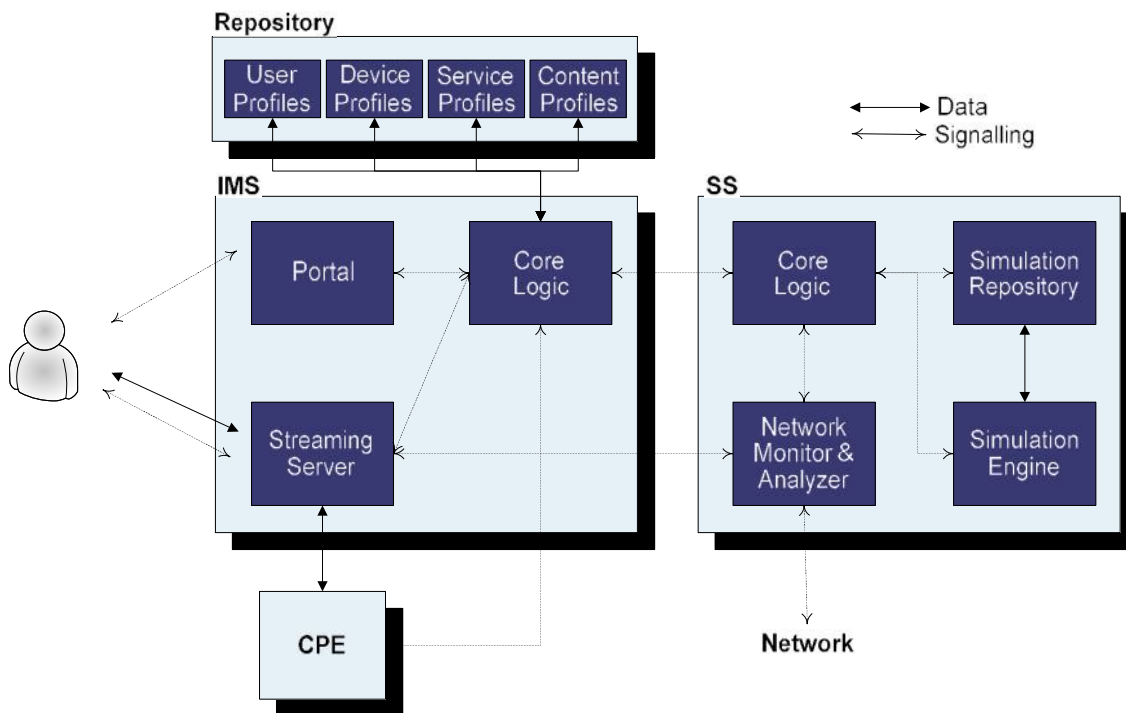 Repository
User
Profiles
Device
Profiles
Service
Profiles
Content
Profiles
Data
Signalling
IMS
SS
Portal
Core
Logic
Core
Logic
Simulation
Repository
Streaming
Server
Network
Monitor &
Analyzer
Simulation
Engine
CPE
Network